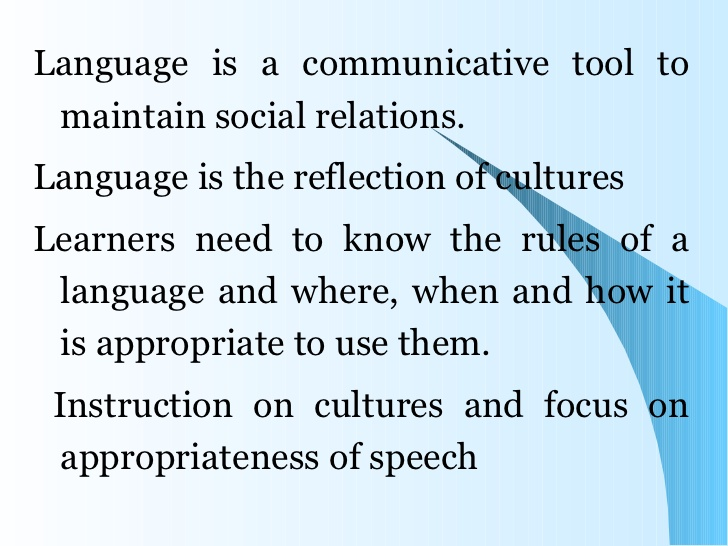 Language is a communicative tool to
maintain social relations.
Language is the reflection of cultures
Learners need to know the rules of a
language and where, when and how it
is appropriate to use them.
Instruction on cultures and focus on
appropriateness of speech